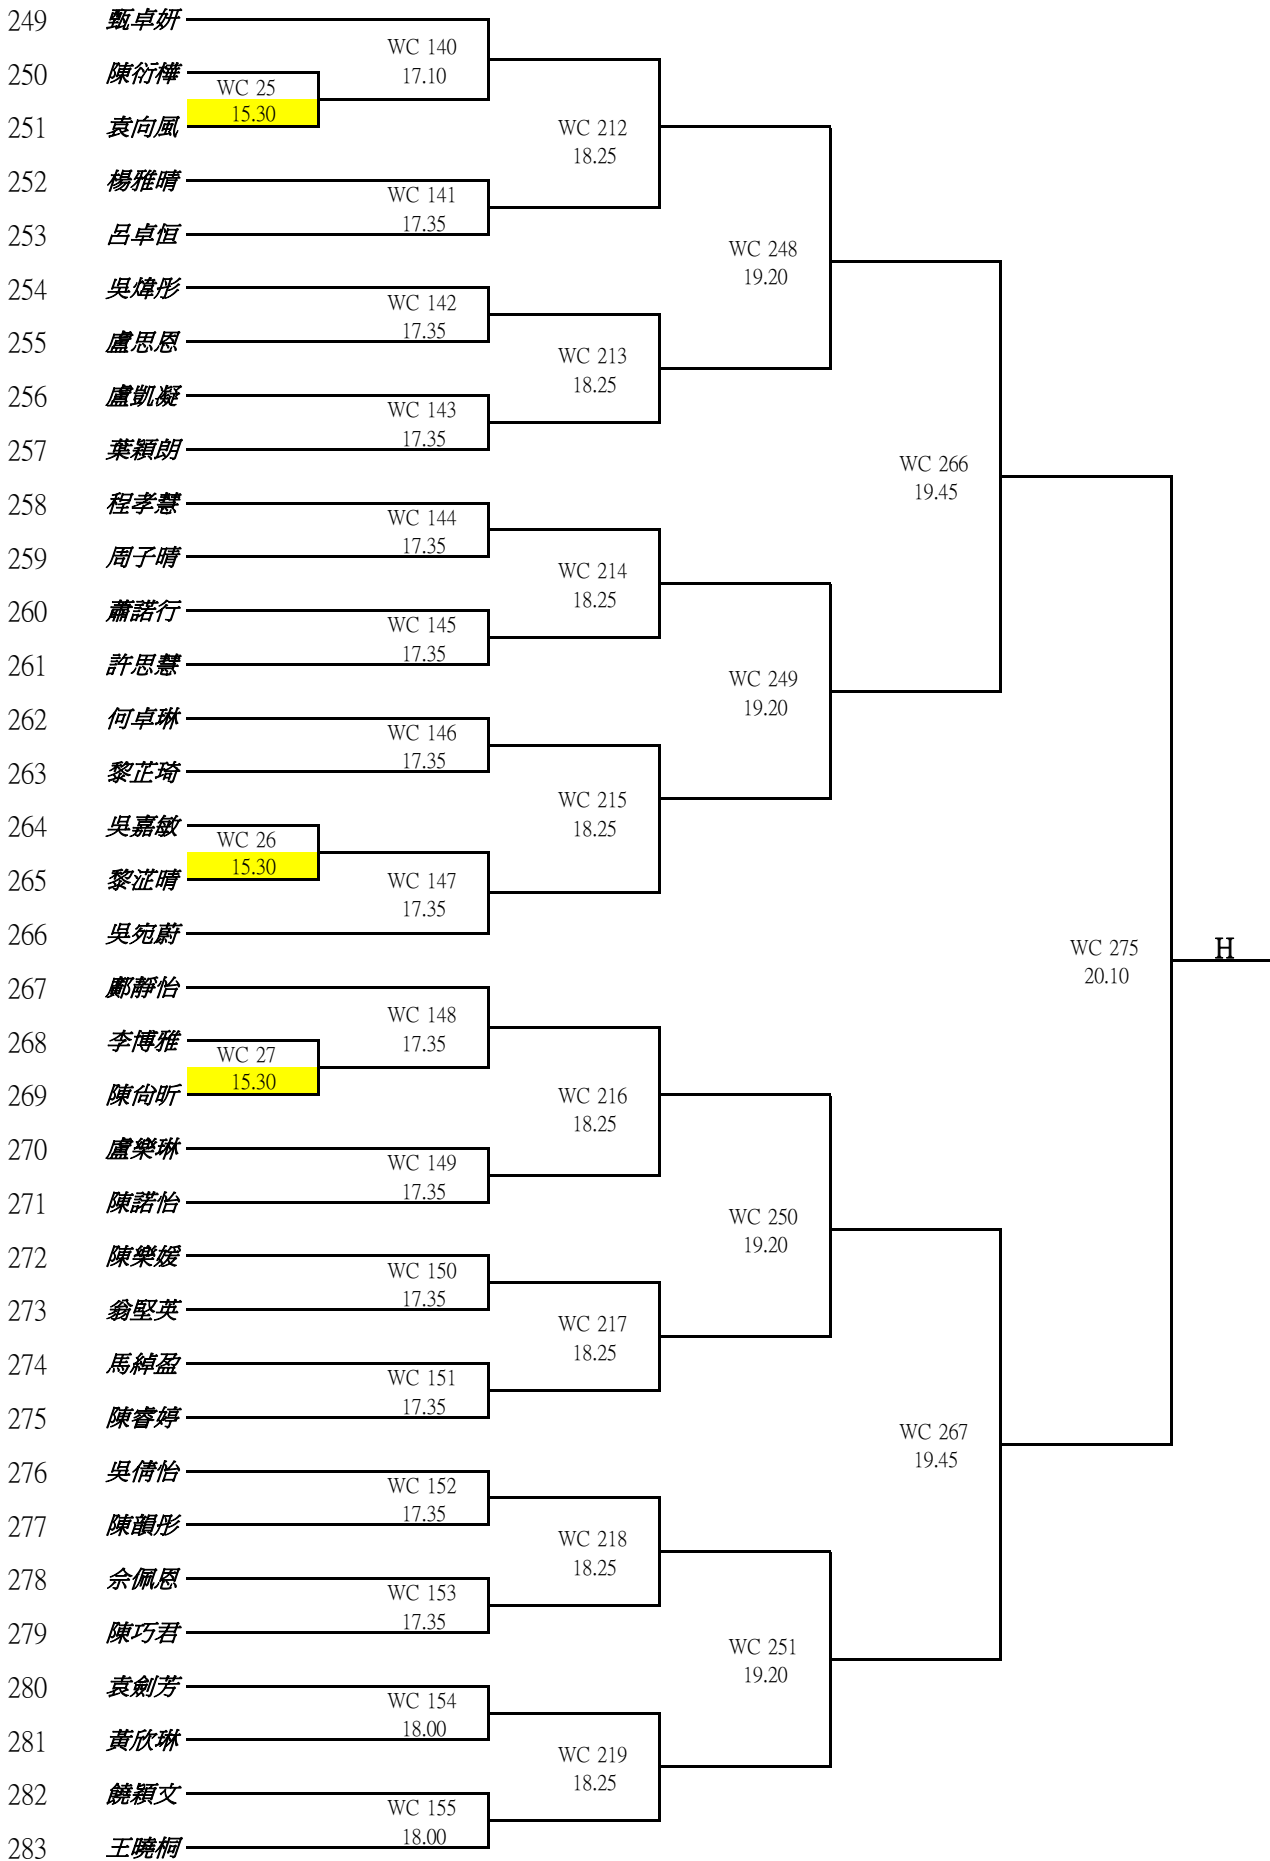 249 甄卓妍
WC 140
250 陳衍樺 17.10
WC 25
15.30
251 袁向風 WC 212
18.25
252 楊雅晴
WC 141
17.35
253 呂卓恒
WC 248
19.20
254 吳煒彤
WC 142
17.35
255 盧思恩
WC 213
18.25
256 盧凱凝
WC 143
17.35
257 葉穎朗
WC 266
19.45
258 程孝慧
WC 144
17.35
259 周子晴
WC 214
18.25
260 蕭諾行
WC 145
17.35
261 許思慧
WC 249
19.20
262 何卓琳
WC 146
17.35
263 黎芷琦
WC 215
18.25
264 吳嘉敏
WC 26
15.30
265 黎淽晴
WC 147
17.35
266 吳宛蔚
WC 275 H
20.10
267 鄺靜怡
WC 148
17.35
268 李博雅
WC 27
15.30
269 陳尙昕
WC 216
18.25
270 盧樂琳
WC 149
17.35
271 陳諾怡
WC 250
19.20
272 陳樂媛
WC 150
17.35
273 翁堅英
WC 217
18.25
274 馬綽盈
WC 151
17.35
275 陳睿婷
WC 267
19.45
276 吳倩怡
WC 152
17.35
277 陳韻彤
WC 218
18.25
278 佘佩恩
WC 153
17.35
279 陳巧君
WC 251
19.20
280 袁劍芳
WC 154
18.00
281 黃欣琳
WC 219
18.25
282 饒穎文
WC 155
18.00
283 王曉桐